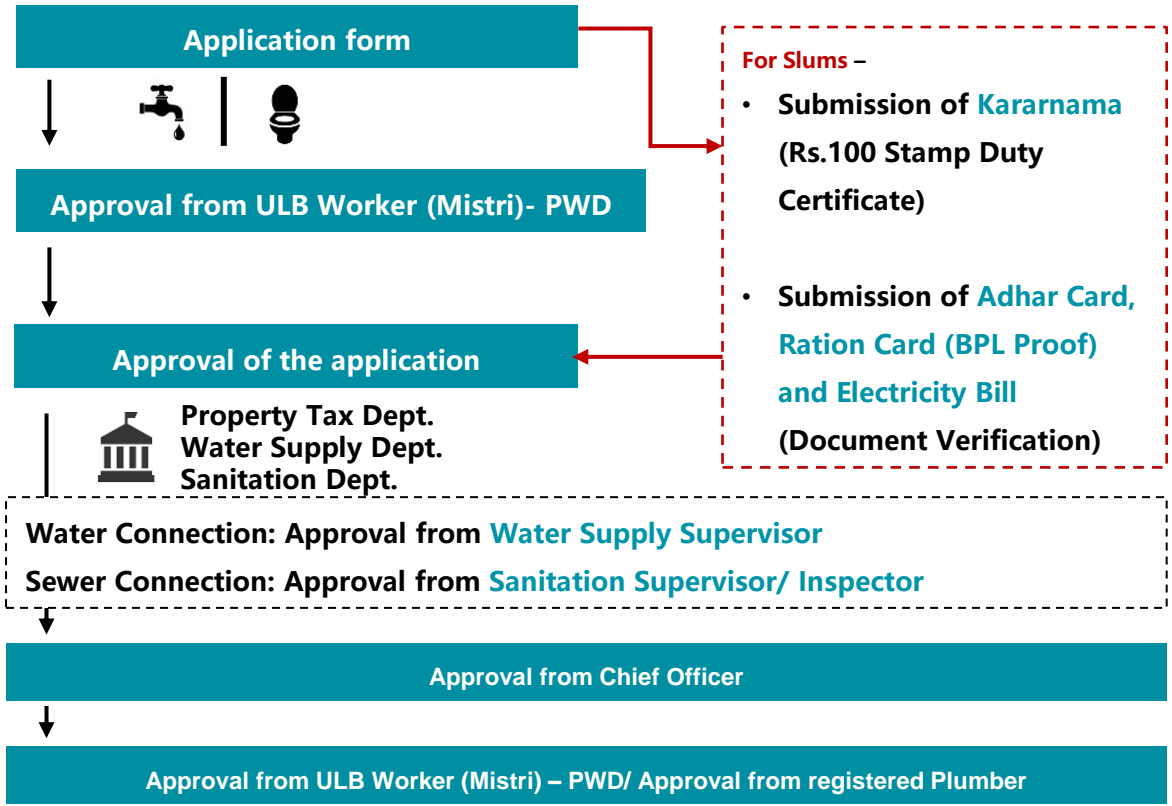 Application form
For Slums –
• Submission of Kararnama
(Rs.100 Stamp Duty
Certificate)
• Submission of Adhar Card,
Ration Card (BPL Proof)
and Electricity Bill
(Document Verification)
Approval from ULB Worker (Mistri)- PWD
Approval of the application
Property Tax Dept.
Water Supply Dept.
Sanitation Dept.
Water Connection: Approval from Water Supply Supervisor
Sewer Connection: Approval from Sanitation Supervisor/ Inspector
Approval from Chief Officer
Approval from ULB Worker (Mistri) – PWD/ Approval from registered Plumber